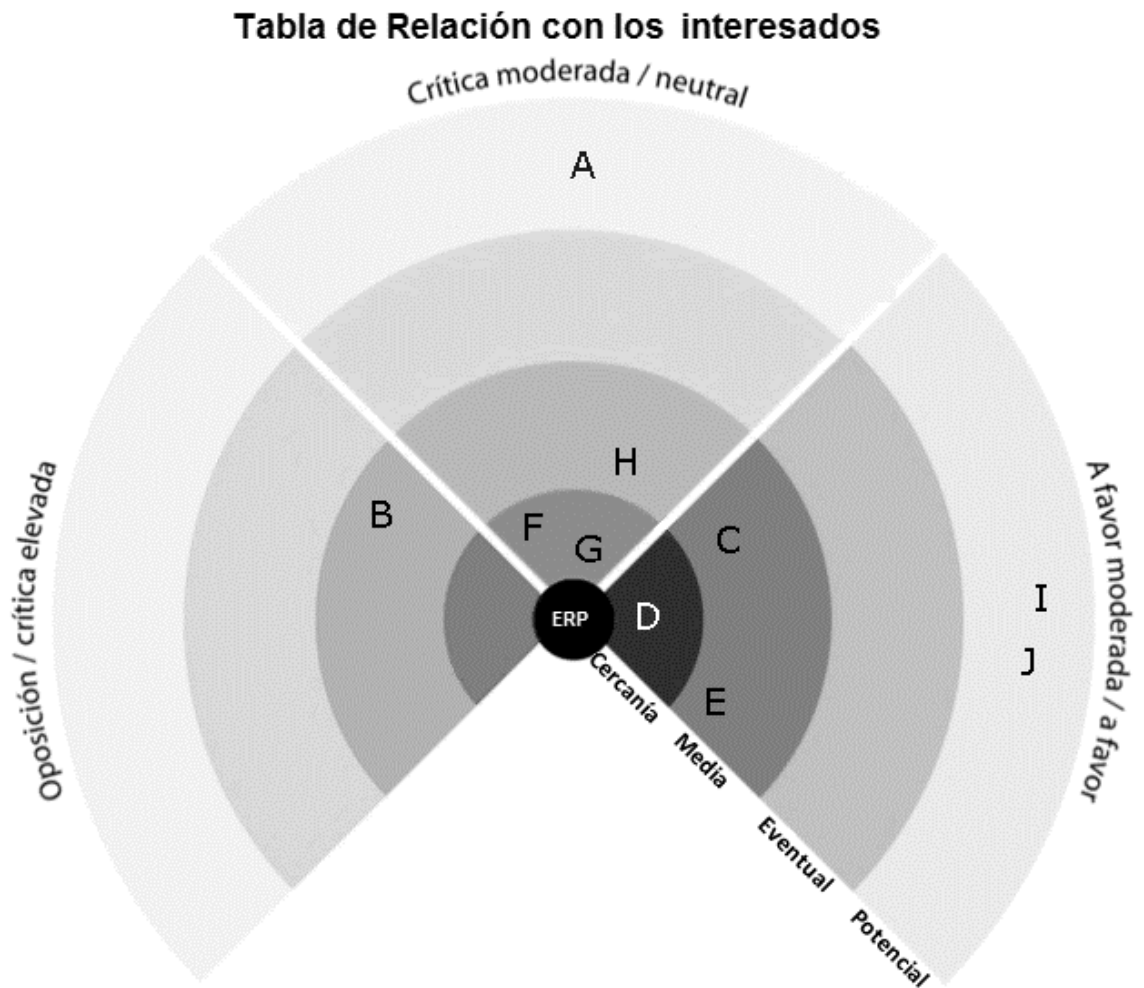 Tabla de Relación con los interesados
Crítica moderada / neutral
A
H
B
F
G
C
Oposición / crítica elevada
A favor moderada / a favor
ERP
D
I
J
E
Cercanía
Media
Eventual
Potencial